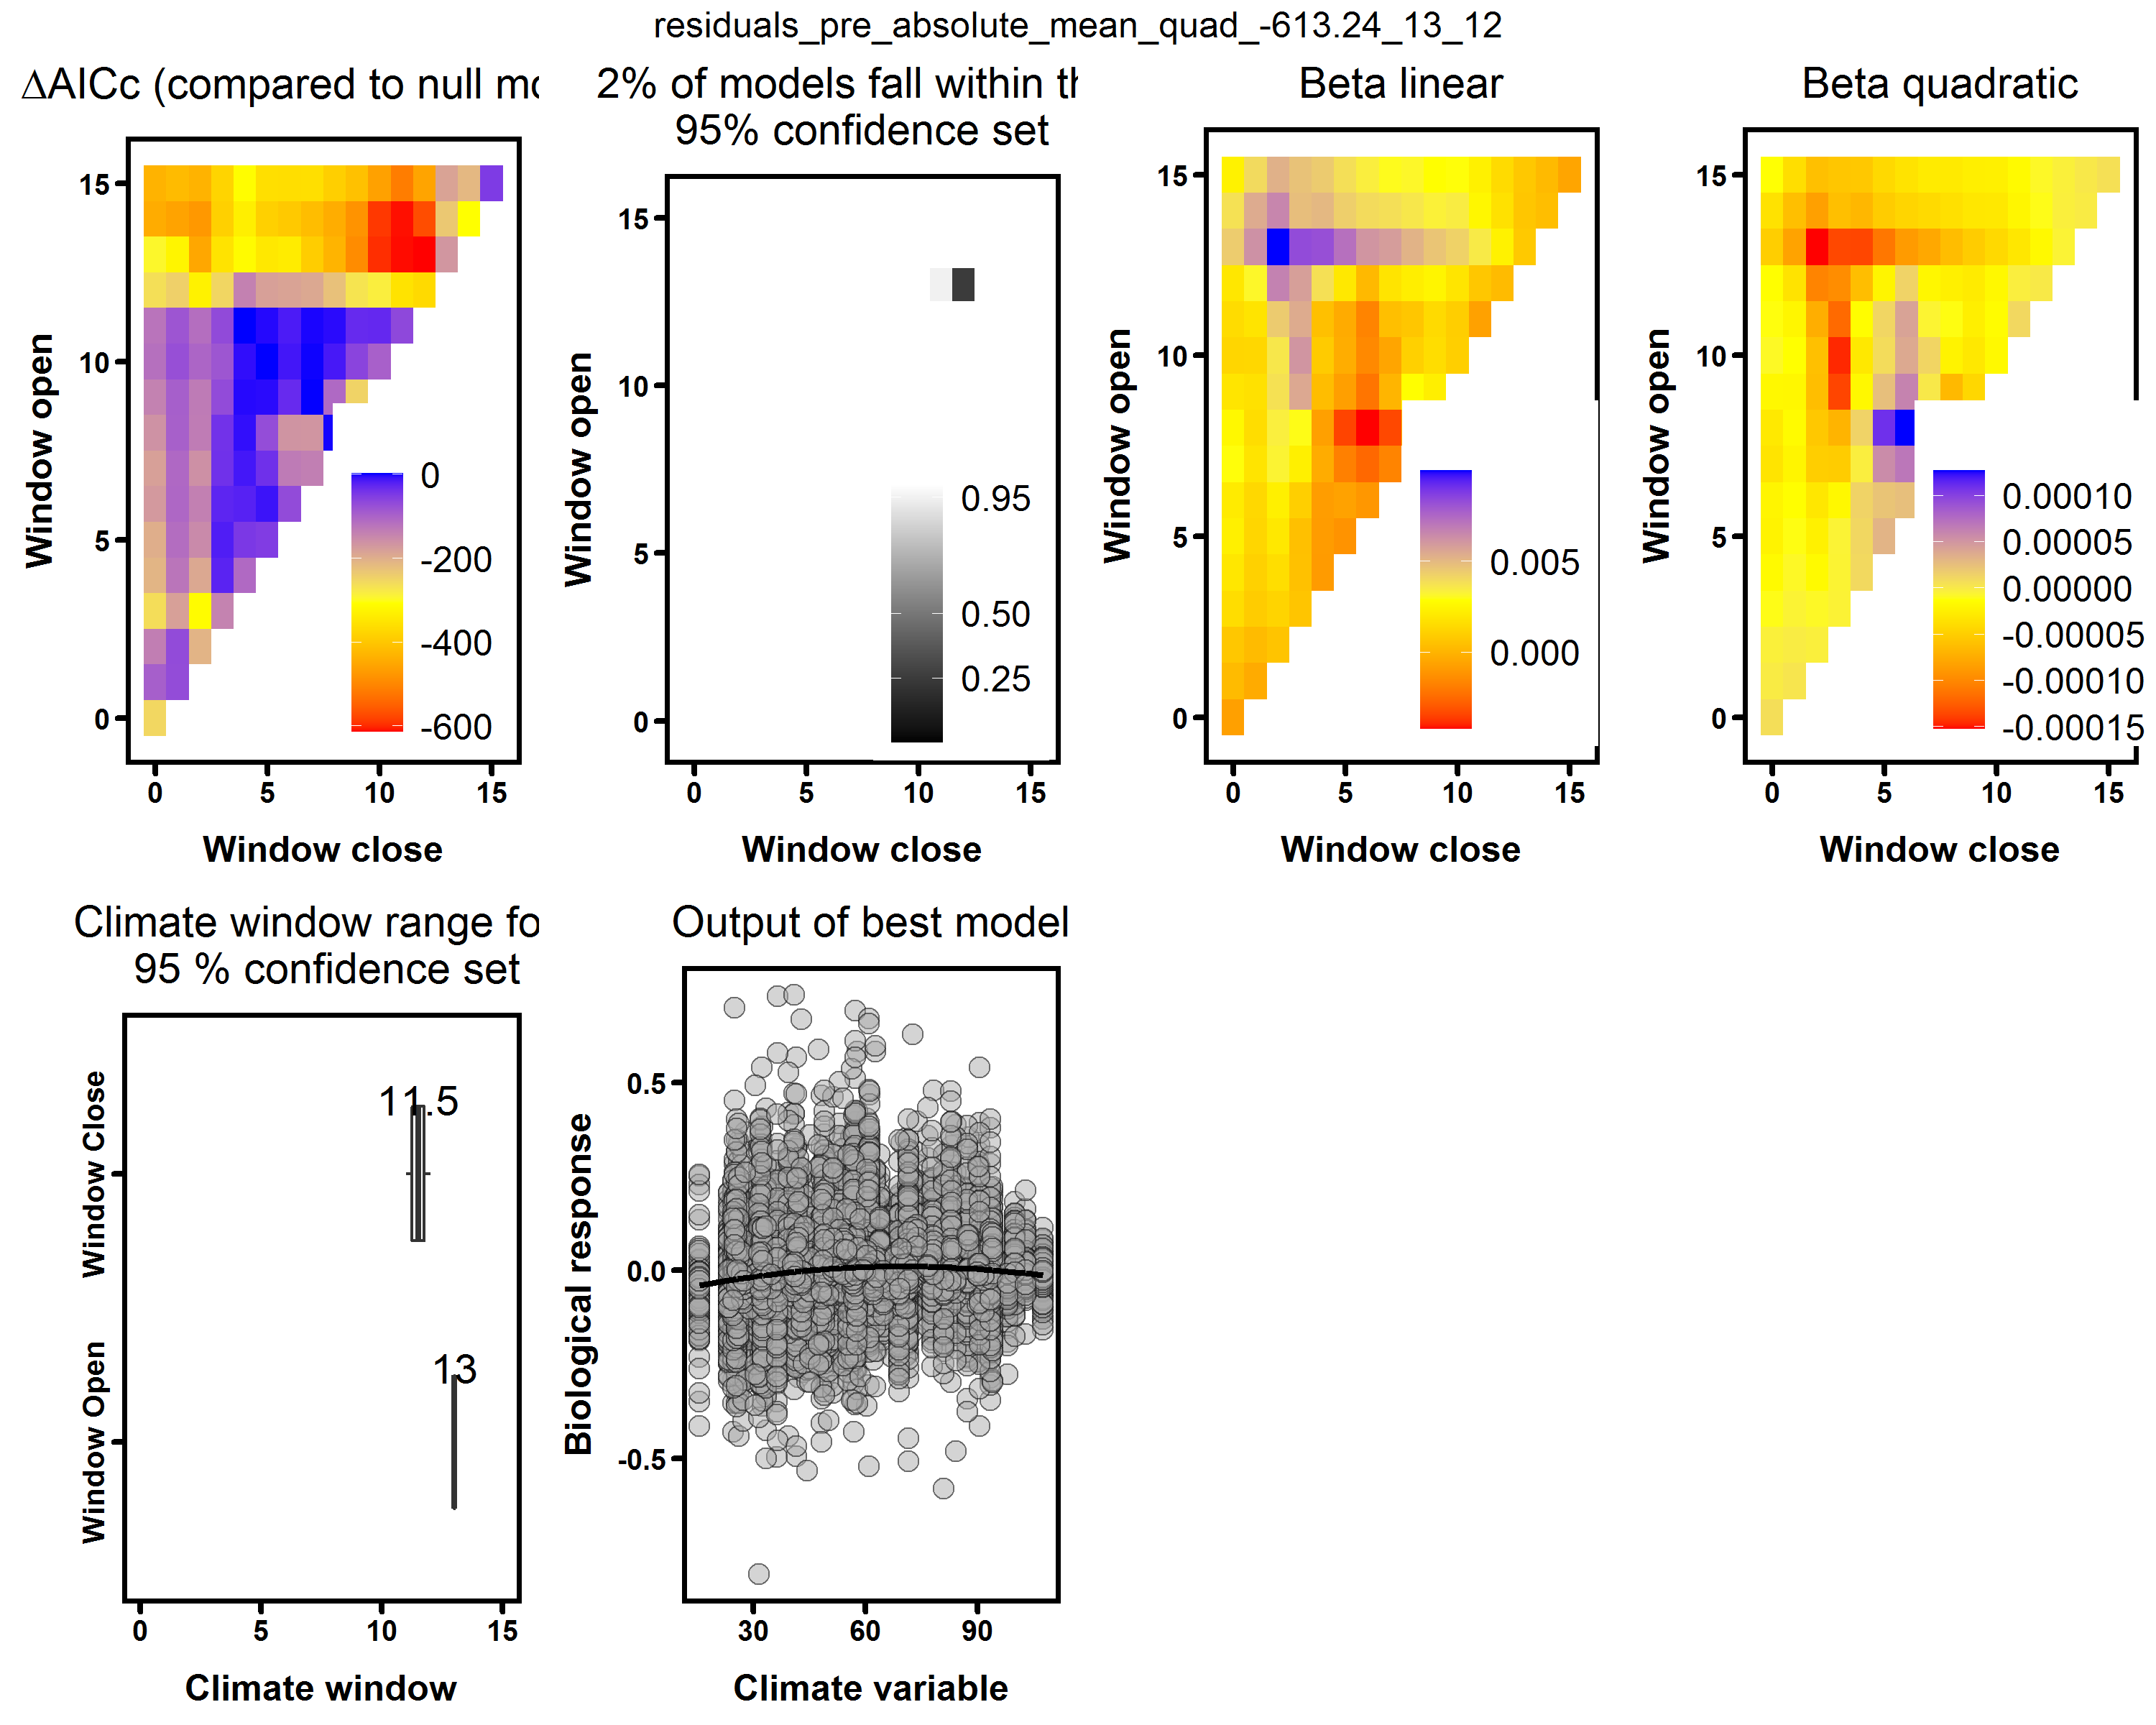 residuals_pre_absolute_mean_quad_-613.24_13_12
ΔAICc (compared to null mo
Window open
15
10
5
0
0
-200
-400
-600
0 5 10 15
Window close
2% of models fall within th
95% confidence set
Window open
15
10
5
0
0.95
0.50
0.25
0 5 10 15
Window close
Beta linear
Window open
15
10
5
0
0.005
0.000
0 5 10 15
Window close
Beta quadratic
Window open
15
10
5
0
0.00010
0.00005
0.00000
-0.00005
-0.00010
-0.00015
0 5 10 15
Window close
Climate window range fo
95 % confidence set
Window Close
11.5
Window Open
13
0 5 10 15
Climate window
Output of best model
Biological response
0.5
0.0
-0.5
30 60 90
Climate variable